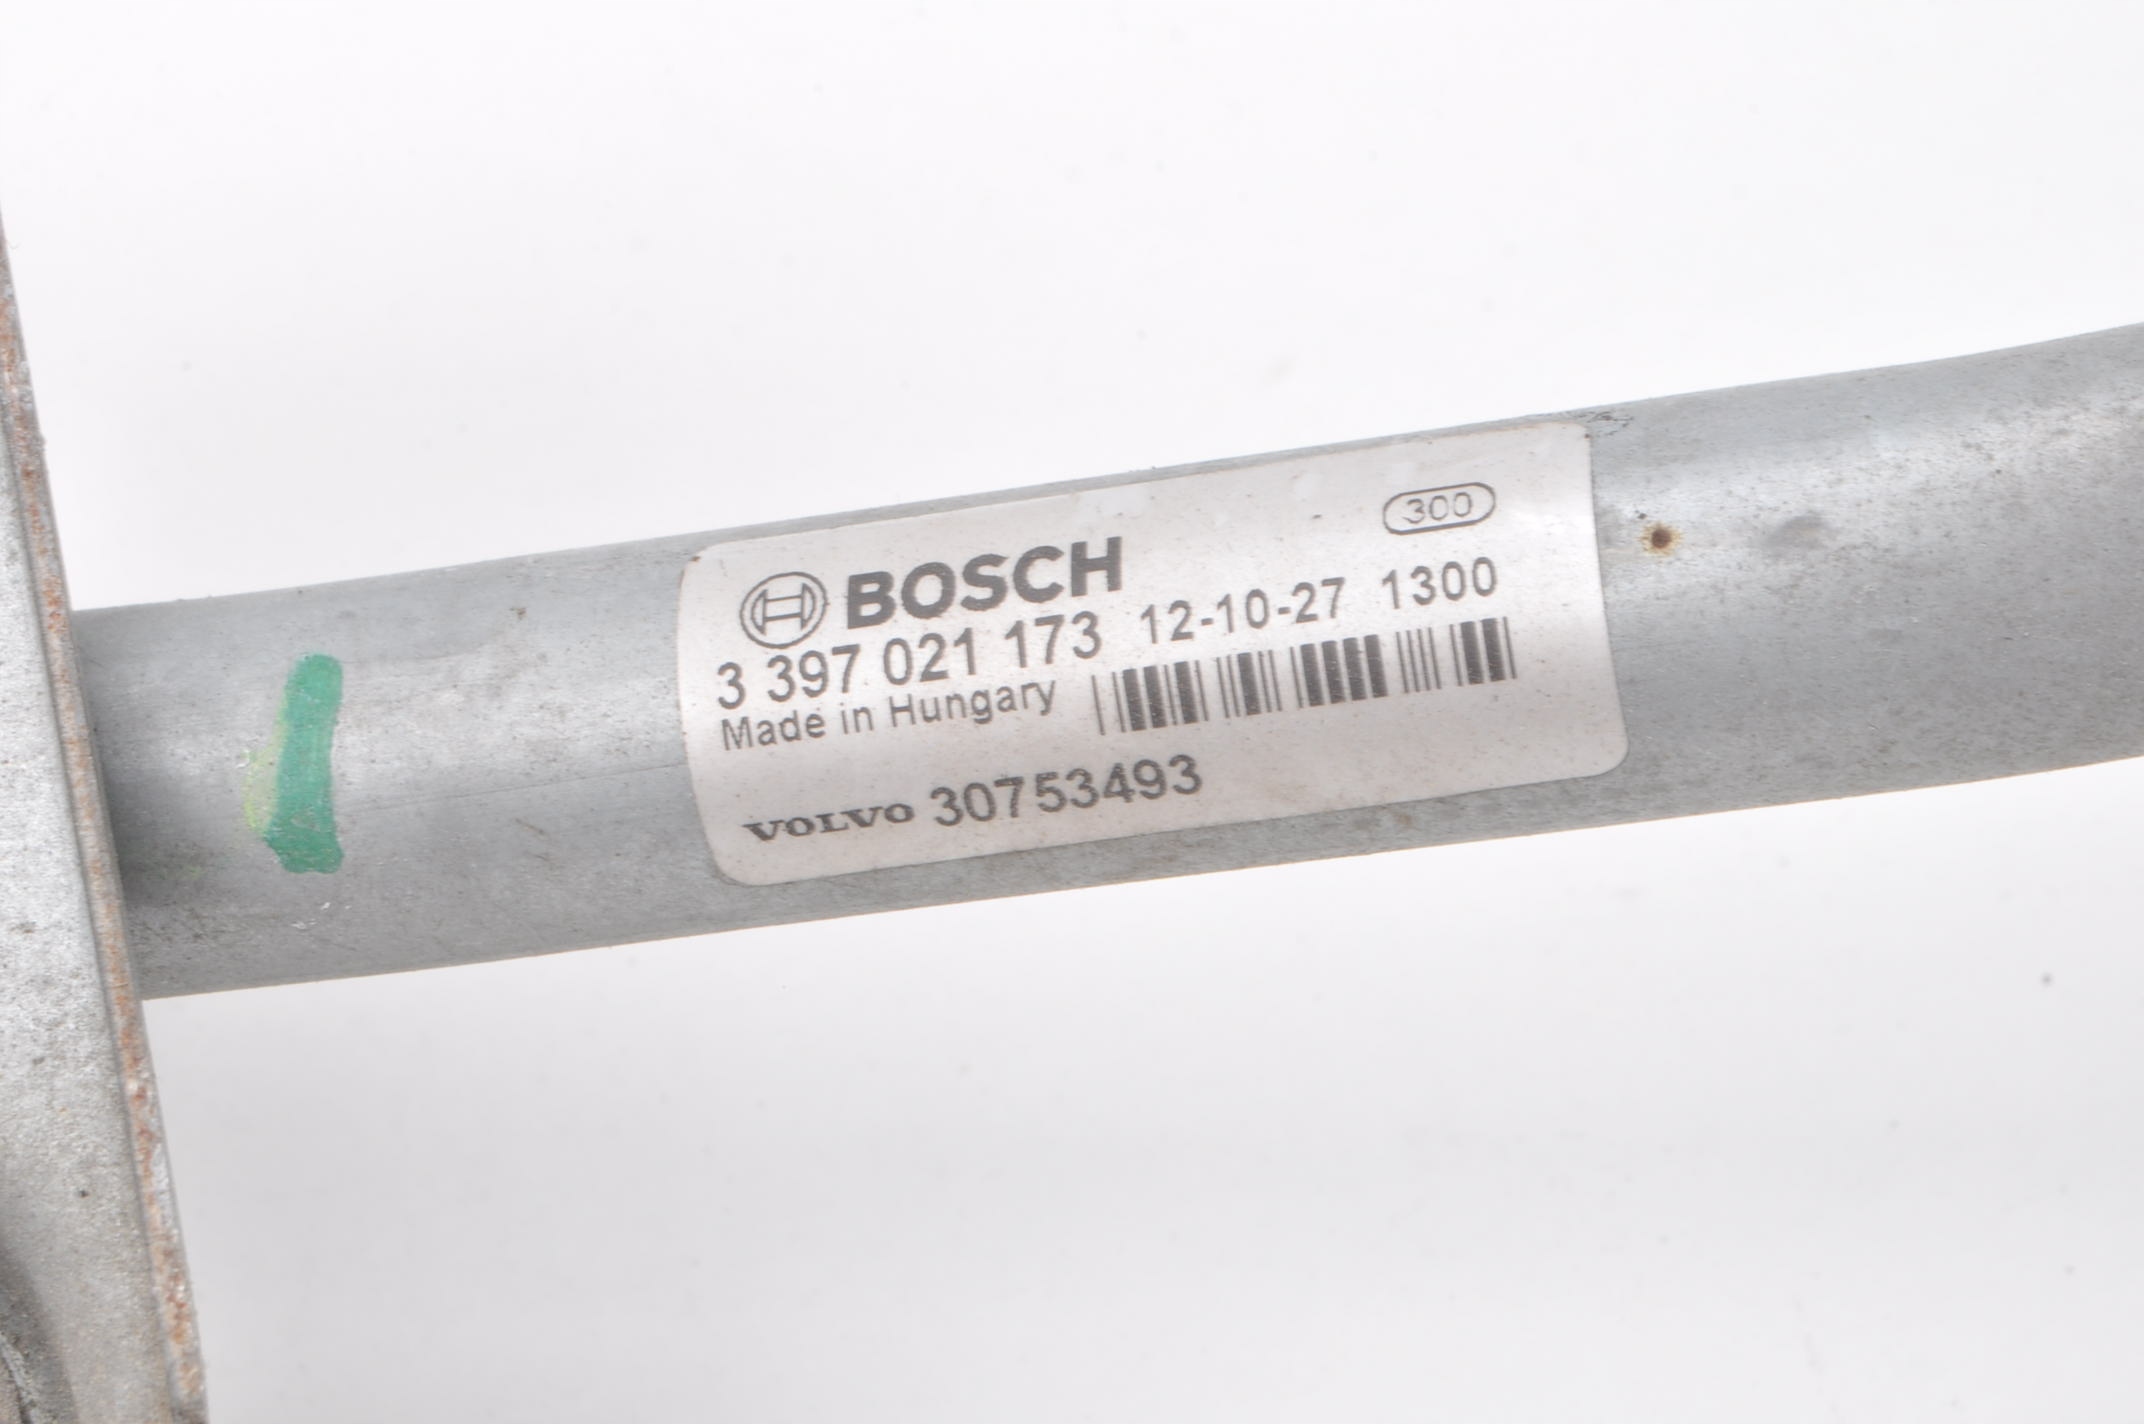 300
BOSCH
3 397 021 173 12-10-27 1300
Made in Hungary
VOLVO 30753493